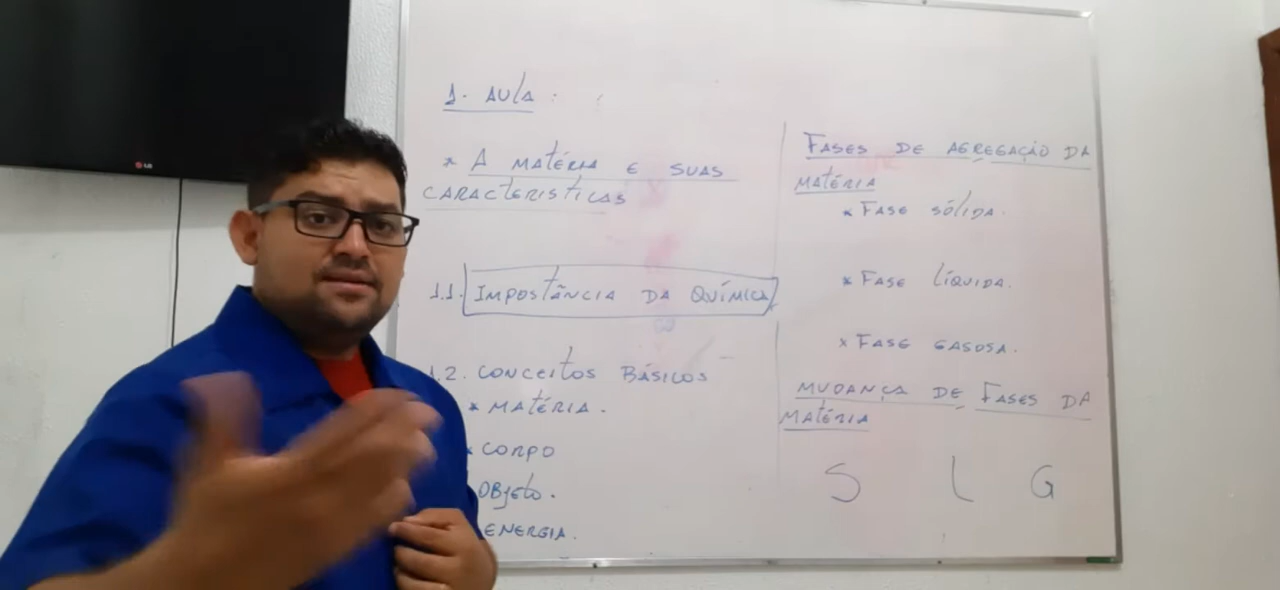 LG
1. AULA:
* A MATÉRIA E SUAS
CARACTERISTICAS
1.1. IMPOSTÂNCIA DA QUÍMICA
1.2. CONCEITOS BÁSICOS
* MATÉRIA.
* CORPO
OBJETO.
ENERGIA.
FASES DE AGREGAÇÃO DA
MATÉRIA
* FASE SÓLIDA.
* FASE LÍQUIDA.
* FASE GASOSA.
MUDANÇA DE FASES DA
MATÉRIA
S L G